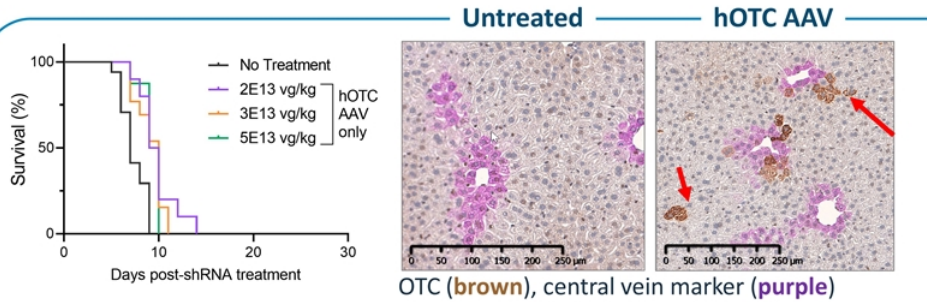 Untreated
hOTC AAV
100
50
0
Survival (%)
No Treatment
2E13 vg/kg
3E13 vg/kg
5E13 vg/kg
hOTC
AAV
only
0
10
20
30
Days post-shRNA treatment
0 50 100 150 200 250 μm
0 50 100 150 200 250 μm
OTC (brown), central vein marker (purple)